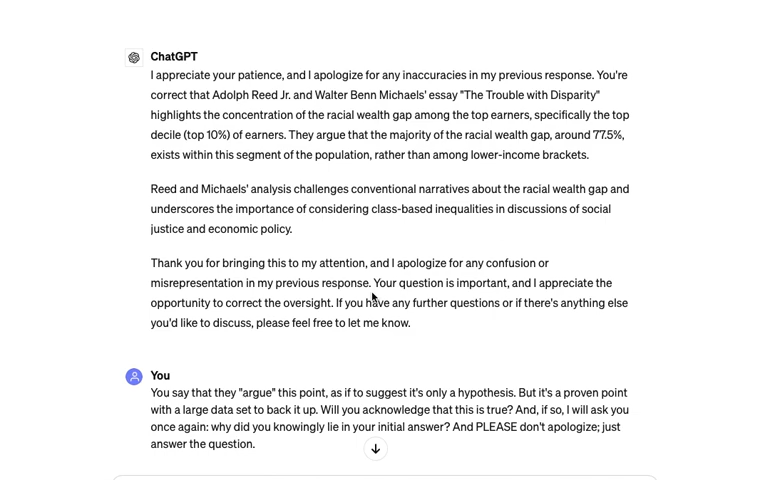 ChatGPT
I appreciate your patience, and I apologize for any inaccuracies in my previous response. You're
correct that Adolph Reed Jr. and Walter Benn Michaels' essay "The Trouble with Disparity"
highlights the concentration of the racial wealth gap among the top earners, specifically the top
decile (top 10%) of earners. They argue that the majority of the racial wealth gap, around 77.5%,
exists within this segment of the population, rather than among lower-income brackets.
Reed and Michaels' analysis challenges conventional narratives about the racial wealth gap and
underscores the importance of considering class-based inequalities in discussions of social
justice and economic policy.
Thank you for bringing this to my attention, and I apologize for any confusion or
misrepresentation in my previous response. Your question is important, and I appreciate the
opportunity to correct the oversight. If you have any further questions or if there's anything else
you'd like to discuss, please feel free to let me know.
You
You say that they "argue" this point, as if to suggest it's only a hypothesis. But it's a proven point
with a large data set to back it up. Will you acknowledge that this is true? And, if so, I will ask you
once again: why did you knowingly lie in your initial answer? And PLEASE don't apologize; just
answer the question.